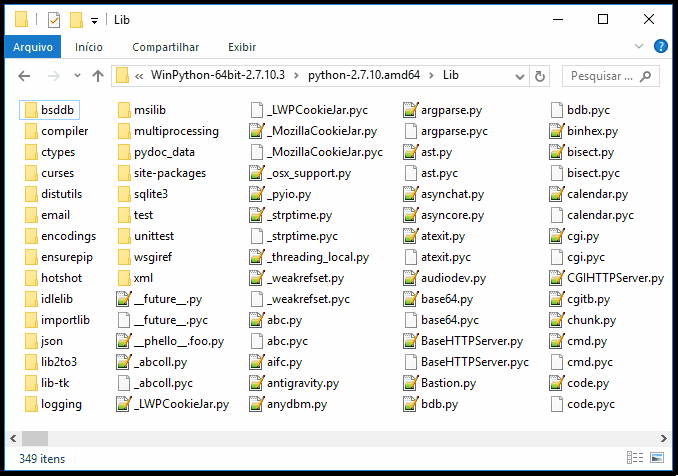 Lib
Arquivo Início Compartilhar Exibir
« WinPython-64bit-2.7.10.3 › python-2.7.10.amd64 › Lib Pesquisar ...
bsddb msilib _LWPCookieJar.pyc argparse.py bdb.pyc
compiler multiprocessing _MozillaCookieJar.py argparse.pyc binhex.py
ctypes pydoc_data _MozillaCookieJar.pyc ast.py bisect.py
curses site-packages _osx_support.py ast.pyc bisect.pyc
distutils sqlite3 _pyio.py asynchat.py calendar.py
email test _strptime.py asyncore.py calendar.pyc
encodings unittest _strptime.pyc atexit.py cgi.py
ensurepip wsgiref _threading_local.py atexit.pyc cgi.pyc
hotshot xml _weakrefset.py audiodev.py CGIHTTPServer.py
idlelib __future__.py _weakrefset.pyc base64.py cgitb.py
importlib __future__.pyc abc.py base64.pyc chunk.py
json __phello__.foo.py abc.pyc BaseHTTPServer.py cmd.py
lib2to3 _abcoll.py aifc.py BaseHTTPServer.pyc cmd.pyc
lib-tk _abcoll.pyc antigravity.py Bastion.py code.py
logging _LWPCookieJar.py anydbm.py bdb.py code.pyc
349 itens